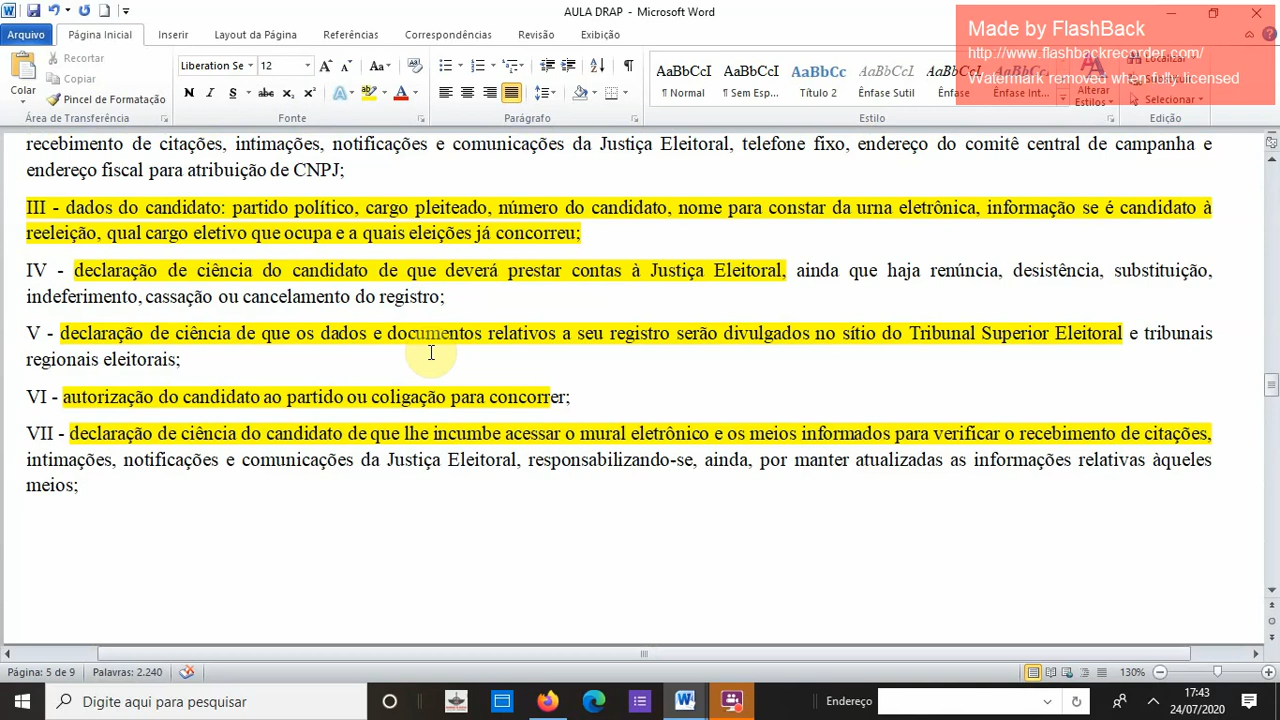 AULA DRAP - Microsoft Word
Made by FlashBack
http://www.flashbackrecorder.com/
Watermark removed when fully licensed
Arquivo Página Inicial Inserir Layout da Página Referências Correspondências Revisão Exibição
Colar
Recortar
Copiar
Pincel de Formatação
Área de Transferência
Liberation Se 12
N I S abc x₂ x² A
Fonte
Parágrafo
AaBbCcI AaBbCcI AaBbCc AaBbCcI AaBbCcI AaBbCcI
¶ Normal ¶ Sem Esp... Título 2 Ênfase Sutil Ênfase Ênfase Int...
Alterar Estilos
Estilo
Localizar
Selecionar
Edição
recebimento de citações, intimações, notificações e comunicações da Justiça Eleitoral, telefone fixo, endereço do comitê central de campanha e
endereço fiscal para atribuição de CNPJ;
III - dados do candidato: partido político, cargo pleiteado, número do candidato, nome para constar da urna eletrônica, informação se é candidato à
reeleição, qual cargo eletivo que ocupa e a quais eleições já concorreu;
IV - declaração de ciência do candidato de que deverá prestar contas à Justiça Eleitoral, ainda que haja renúncia, desistência, substituição,
indeferimento, cassação ou cancelamento do registro;
V - declaração de ciência de que os dados e documentos relativos a seu registro serão divulgados no sítio do Tribunal Superior Eleitoral e tribunais
regionais eleitorais;
VI - autorização do candidato ao partido ou coligação para concorrer;
VII - declaração de ciência do candidato de que lhe incumbe acessar o mural eletrônico e os meios informados para verificar o recebimento de citações,
intimações, notificações e comunicações da Justiça Eleitoral, responsabilizando-se, ainda, por manter atualizadas as informações relativas àqueles
meios;
Página: 5 de 9 Palavras: 2.240 130%
Digite aqui para pesquisar
Endereço
17:43
24/07/2020